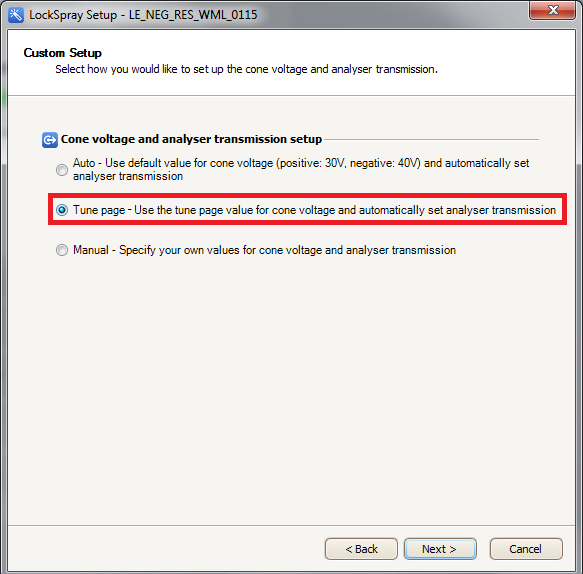 LockSpray Setup - LE_NEG_RES_WML_0115
Custom Setup
Select how you would like to set up the cone voltage and analyser transmission.
Cone voltage and analyser transmission setup
Auto - Use default value for cone voltage (positive: 30V, negative: 40V) and automatically set
analyser transmission
Tune page - Use the tune page value for cone voltage and automatically set analyser transmission
Manual - Specify your own values for cone voltage and analyser transmission
< Back
Next >
Cancel